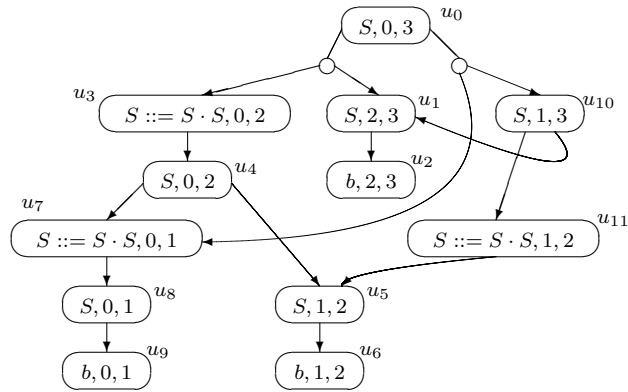 S, 0, 3 u₀
u₃ S ::= S · S, 0, 2
S, 2, 3 u₁
S, 1, 3 u₁₀
u₄ S, 0, 2
b, 2, 3 u₂
u₇ S ::= S · S, 0, 1
S ::= S · S, 1, 2 u₁₁
S, 0, 1 u₈
S, 1, 2 u₅
b, 0, 1 u₉
b, 1, 2 u₆